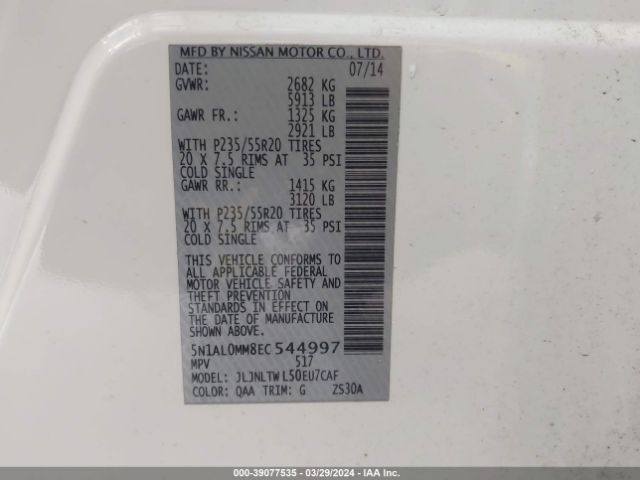 MFD BY NISSAN MOTOR CO., LTD.
DATE: 07/14
GVWR: 2682 KG
5913 LB
GAWR FR.: 1325 KG
2921 LB
WITH P235/55R20 TIRES
20 X 7.5 RIMS AT 35 PSI
COLD SINGLE
GAWR RR.: 1415 KG
3120 LB
WITH P235/55R20 TIRES
20 X 7.5 RIMS AT 35 PSI
COLD SINGLE
THIS VEHICLE CONFORMS TO
ALL APPLICABLE FEDERAL
MOTOR VEHICLE SAFETY AND
THEFT PREVENTION
STANDARDS IN EFFECT ON
THE DATE OF MANUFACTURE
SHOWN ABOVE.
5N1AL0MM8EC544997
MPV 517
MODEL: JLJNLTWL50EU7CAF
COLOR: QAA TRIM: G ZS30A
000-39077535 - 03/29/2024 - IAA Inc.